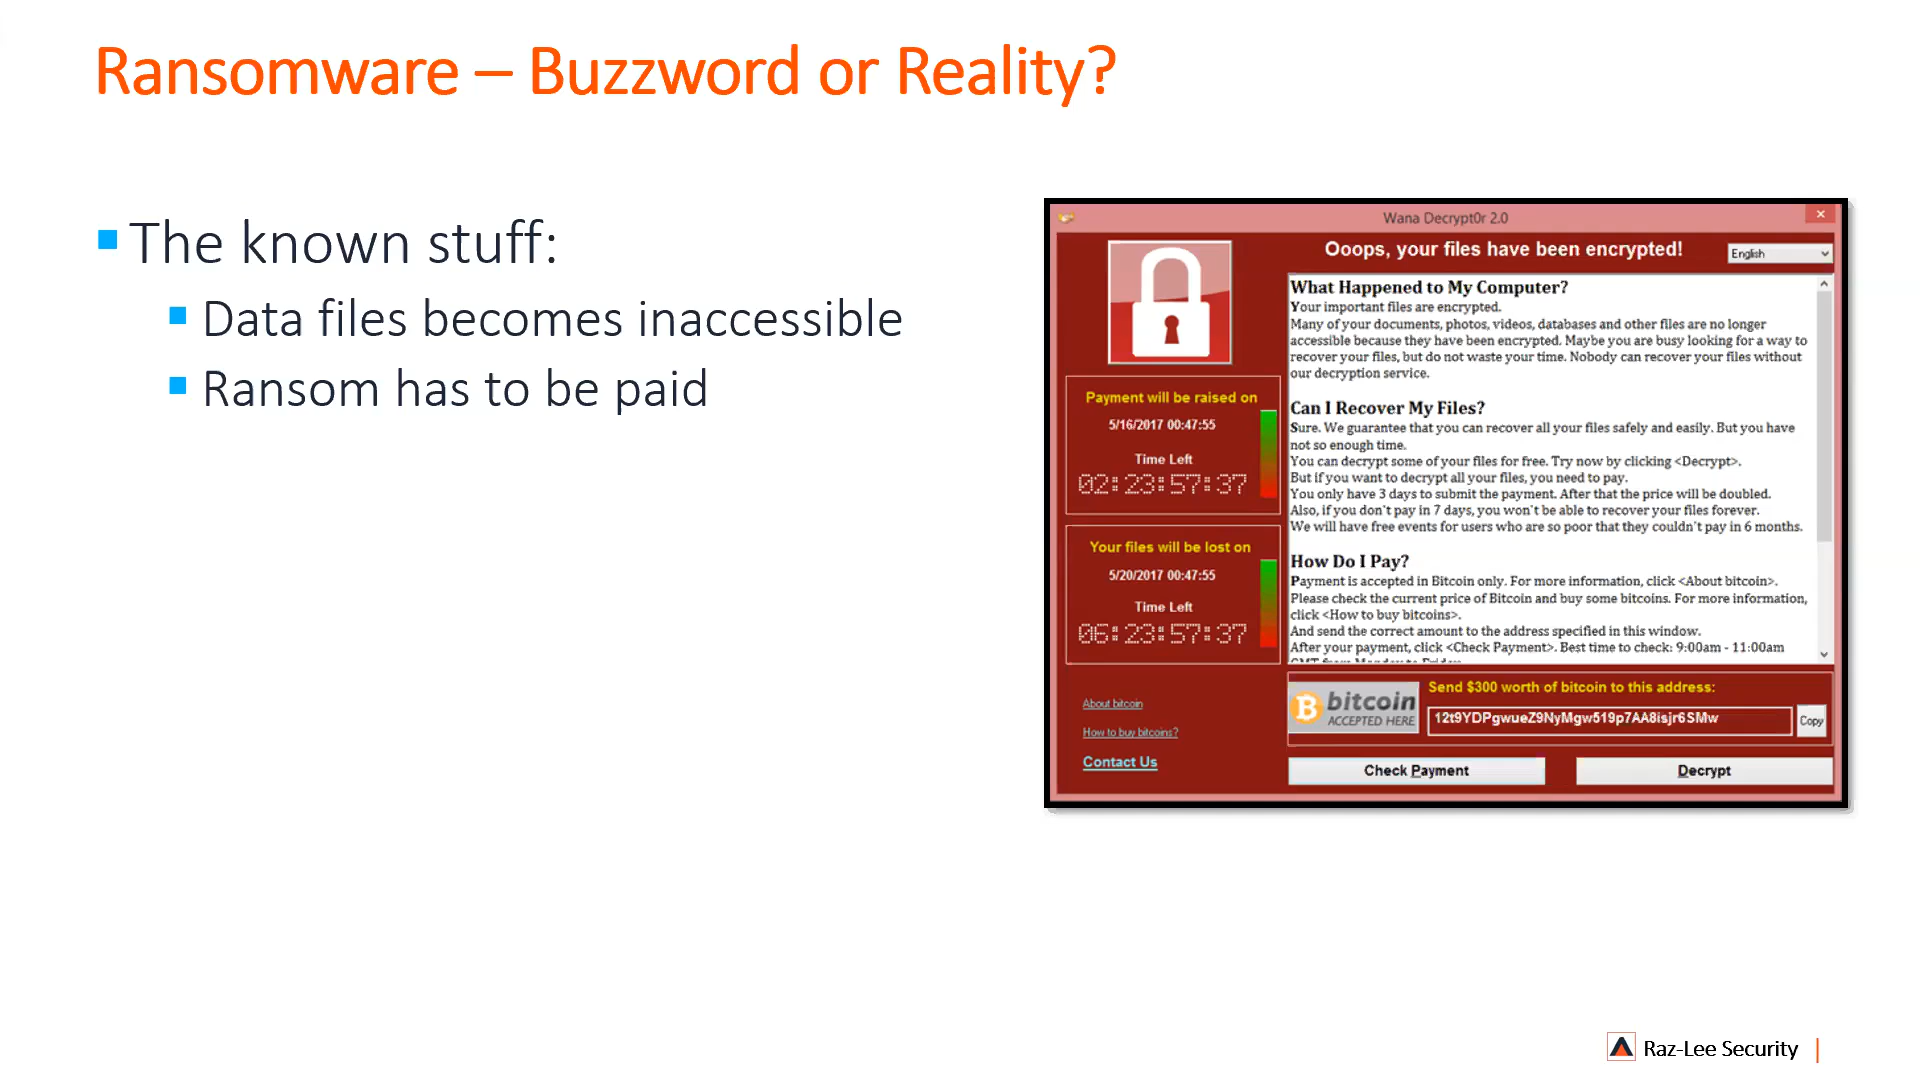 Ransomware – Buzzword or Reality?
The known stuff:
Data files becomes inaccessible
Ransom has to be paid
Wana Decrypt0r 2.0
Ooops, your files have been encrypted!
English
What Happened to My Computer?
Your important files are encrypted.
Many of your documents, photos, videos, databases and other files are no longer
accessible because they have been encrypted. Maybe you are busy looking for a way to
recover your files, but do not waste your time. Nobody can recover your files without
our decryption service.
Can I Recover My Files?
Sure. We guarantee that you can recover all your files safely and easily. But you have
not so enough time.
You can decrypt some of your files for free. Try now by clicking <Decrypt>.
But if you want to decrypt all your files, you need to pay.
You only have 3 days to submit the payment. After that the price will be doubled.
Also, if you don't pay in 7 days, you won't be able to recover your files forever.
We will have free events for users who are so poor that they couldn't pay in 6 months.
How Do I Pay?
Payment is accepted in Bitcoin only. For more information, click <About bitcoin>.
Please check the current price of Bitcoin and buy some bitcoins. For more information,
click <How to buy bitcoins>.
And send the correct amount to the address specified in this window.
After your payment, click <Check Payment>. Best time to check: 9:00am - 11:00am
Payment will be raised on
5/16/2017 00:47:55
Time Left
02:23:57:37
Your files will be lost on
5/20/2017 00:47:55
Time Left
06:23:57:37
About bitcoin
How to buy bitcoins?
Contact Us
bitcoin
ACCEPTED HERE
Send $300 worth of bitcoin to this address:
12t9YDPgwueZ9NyMgw519p7AA8isjr6SMw
Copy
Check Payment
Decrypt
Raz-Lee Security